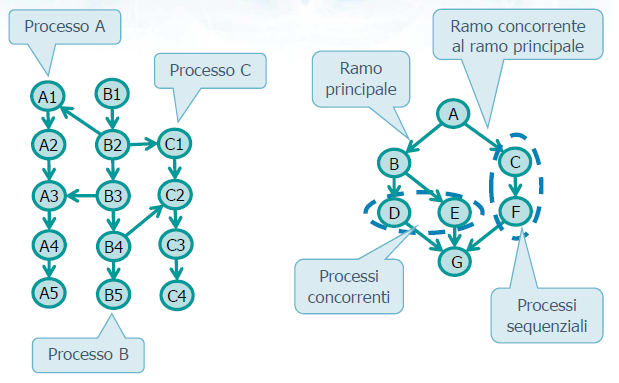 Processo A
Processo C
Processo B
A1
A2
A3
A4
A5
B1
B2
B3
B4
B5
C1
C2
C3
C4
Ramo
principale
Ramo concorrente
al ramo principale
A
B
C
D
E
F
G
Processi
concorrenti
Processi
sequenziali